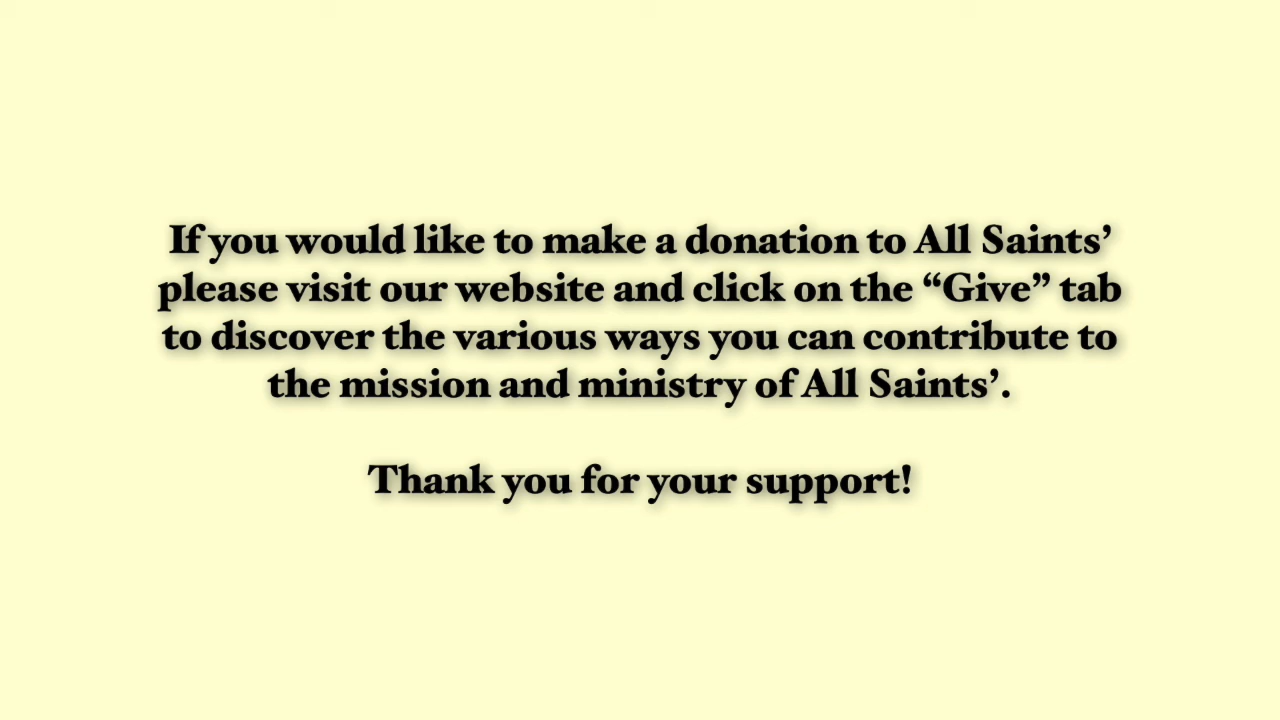 If you would like to make a donation to All Saints’
please visit our website and click on the “Give” tab
to discover the various ways you can contribute to
the mission and ministry of All Saints’.
Thank you for your support!